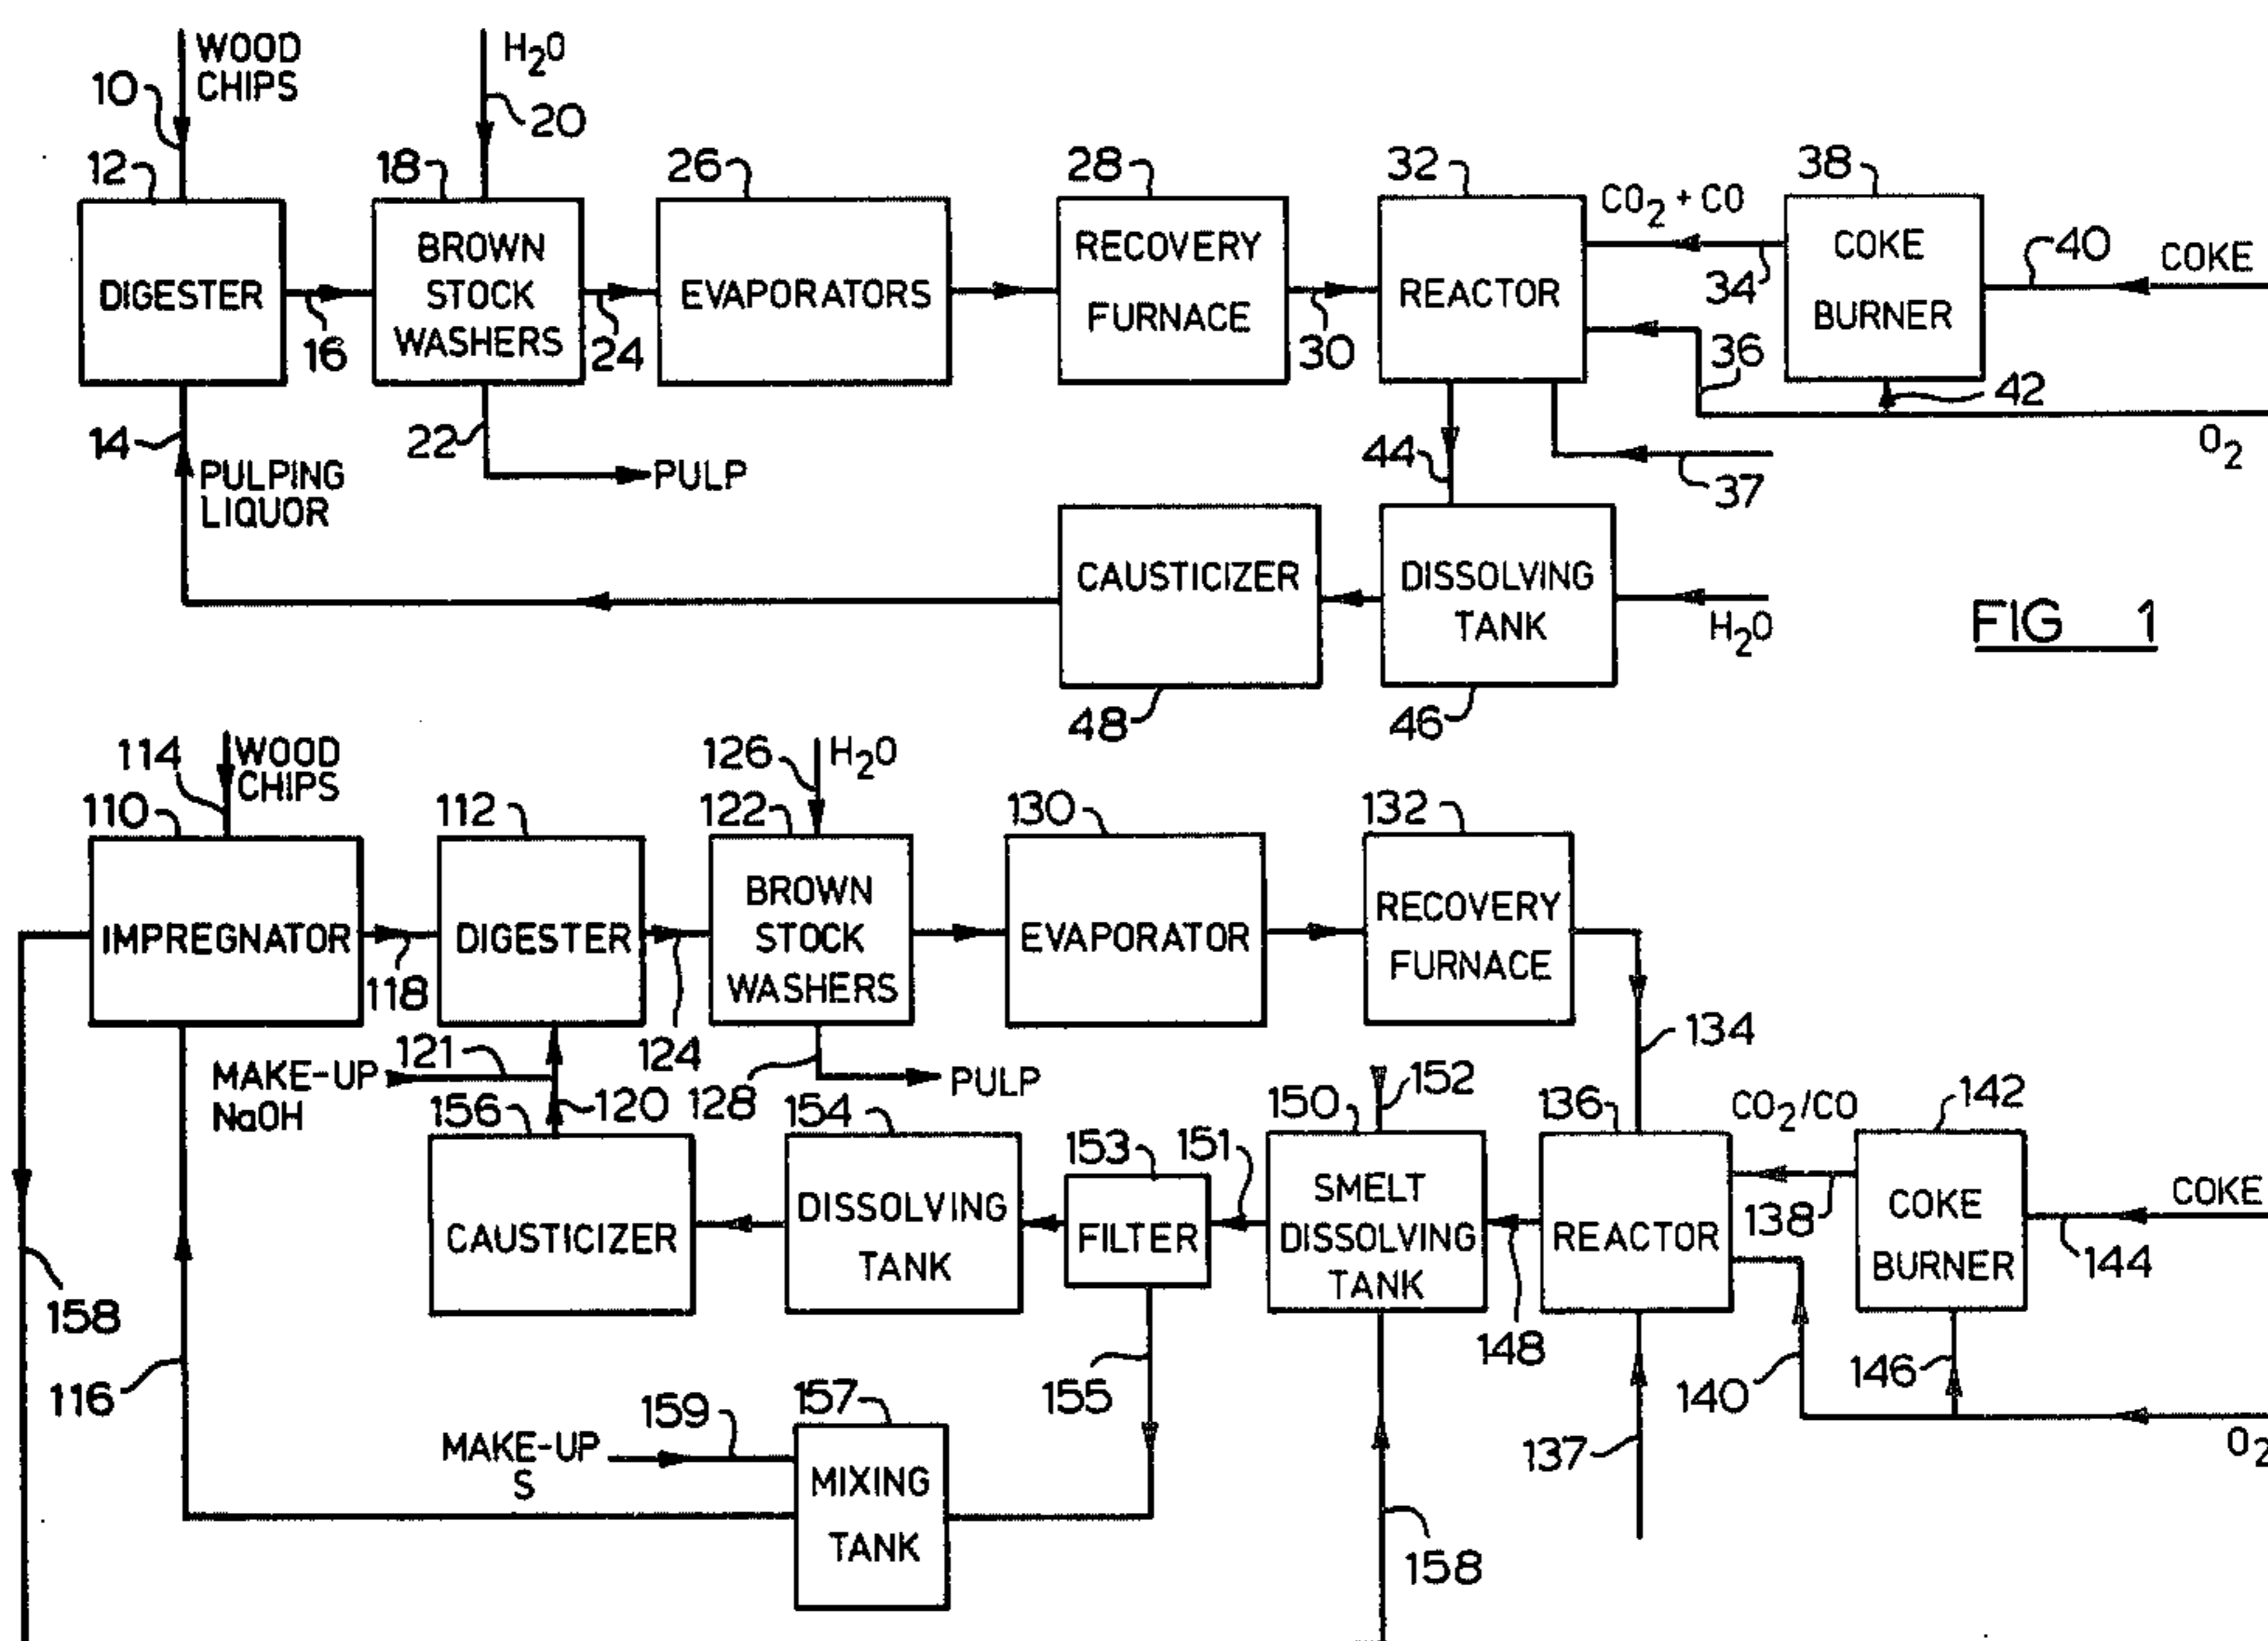 WOOD
CHIPS
10
H2O
20
12
18
26
28
32
38
DIGESTER
BROWN
STOCK
WASHERS
EVAPORATORS
RECOVERY
FURNACE
REACTOR
CO2 + CO
COKE
BURNER
40
COKE
34
16
24
30
36
42
O2
14
PULPING
LIQUOR
22
PULP
44
37
CAUSTICIZER
DISSOLVING
TANK
H2O
48
46
FIG 1
114
WOOD
CHIPS
126
H2O
110
112
122
130
132
IMPREGNATOR
DIGESTER
BROWN
STOCK
WASHERS
EVAPORATOR
RECOVERY
FURNACE
118
124
134
121
MAKE-UP
NaOH
120
128
PULP
152
156
154
153
151
150
136
CO2/CO
142
CAUSTICIZER
DISSOLVING
TANK
FILTER
SMELT
DISSOLVING
TANK
REACTOR
138
COKE
BURNER
COKE
144
158
116
148
155
140
146
O2
137
159
157
MAKE-UP
S
MIXING
TANK
158